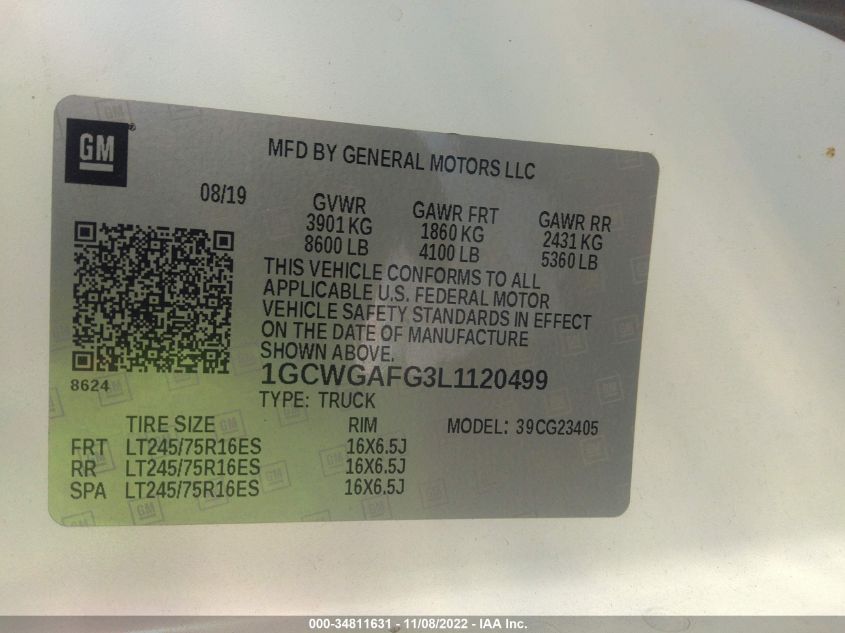 GM
MFD BY GENERAL MOTORS LLC
08/19
GVWR
3901 KG
8600 LB
GAWR FRT
1860 KG
4100 LB
GAWR RR
2431 KG
5360 LB
THIS VEHICLE CONFORMS TO ALL
APPLICABLE U.S. FEDERAL MOTOR
VEHICLE SAFETY STANDARDS IN EFFECT
ON THE DATE OF MANUFACTURE
SHOWN ABOVE.
8624
1GCWGAFG3L1120499
TYPE: TRUCK
TIRE SIZE RIM MODEL: 39CG23405
FRT LT245/75R16ES 16X6.5J
RR LT245/75R16ES 16X6.5J
SPA LT245/75R16ES 16X6.5J
000-34811631 - 11/08/2022 - IAA Inc.